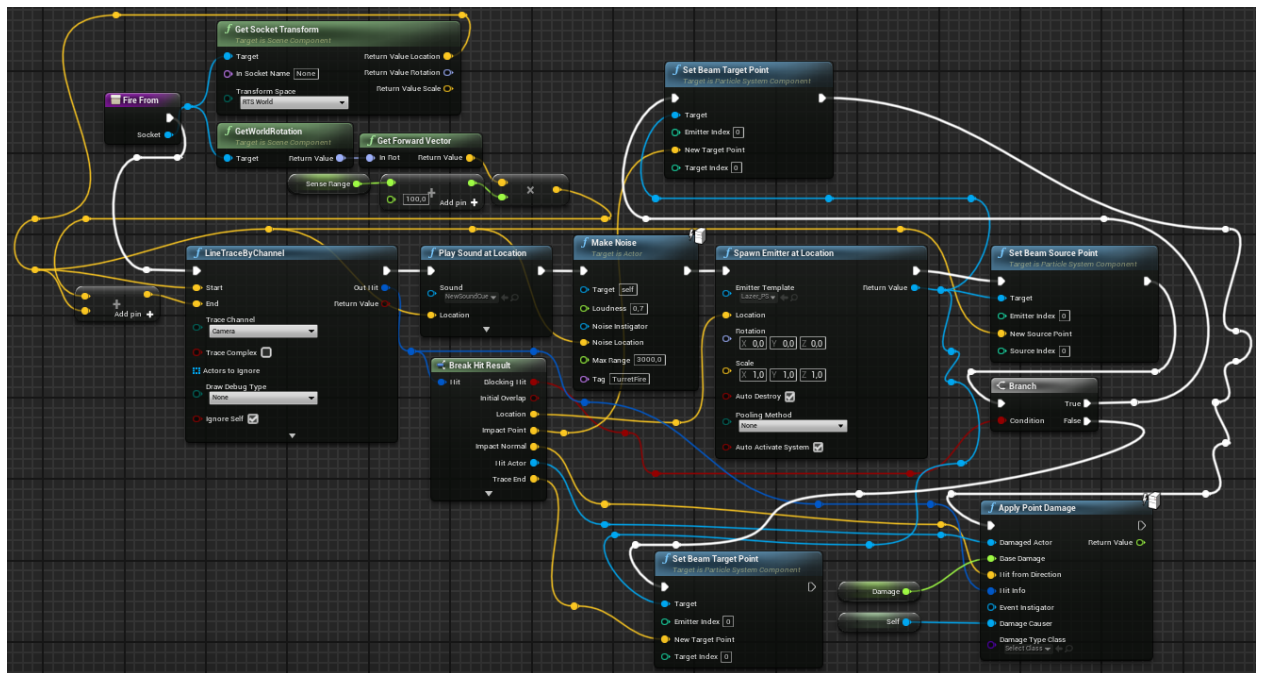 Get Socket Transform
Target is Scene Component
Target
Return Value Location
In Socket Name None
Return Value Rotation
Return Value Scale
Transform Space
RTS World
Fire From
Socket
GetWorldRotation
Target is Scene Component
Target
Return Value
Get Forward Vector
In Rot
Return Value
Sense Range
100,0
Add pin +
Set Beam Target Point
Target is Particle System Component
Target
Emitter Index 0
New Target Point
Target Index 0
LineTraceByChannel
Start
Out Hit
End
Return Value
Trace Channel
Camera
Trace Complex
Actors to Ignore
Draw Debug Type
None
Ignore Self
Add pin +
Play Sound at Location
Sound
NewSoundCue
Location
Make Noise
Target is Actor
Target self
Loudness 0,7
Noise Instigator
Noise Location
Max Range 3000,0
Tag TurretFire
Spawn Emitter at Location
Emitter Template
Return Value
Lazer_PS
Location
Rotation
X 0,0 Y 0,0 Z 0,0
Scale
X 1,0 Y 1,0 Z 1,0
Auto Destroy
Pooling Method
None
Auto Activate System
Set Beam Source Point
Target is Particle System Component
Target
Emitter Index 0
New Source Point
Source Index 0
Break Hit Result
Hit
Blocking Hit
Initial Overlap
Location
Impact Point
Impact Normal
Hit Actor
Trace End
Branch
True
Condition
False
Set Beam Target Point
Target is Particle System Component
Target
Emitter Index 0
New Target Point
Target Index 0
Damage
Self
Apply Point Damage
Damaged Actor
Return Value
Base Damage
Hit from Direction
Hit Info
Event Instigator
Damage Causer
Damage Type Class
Select Class